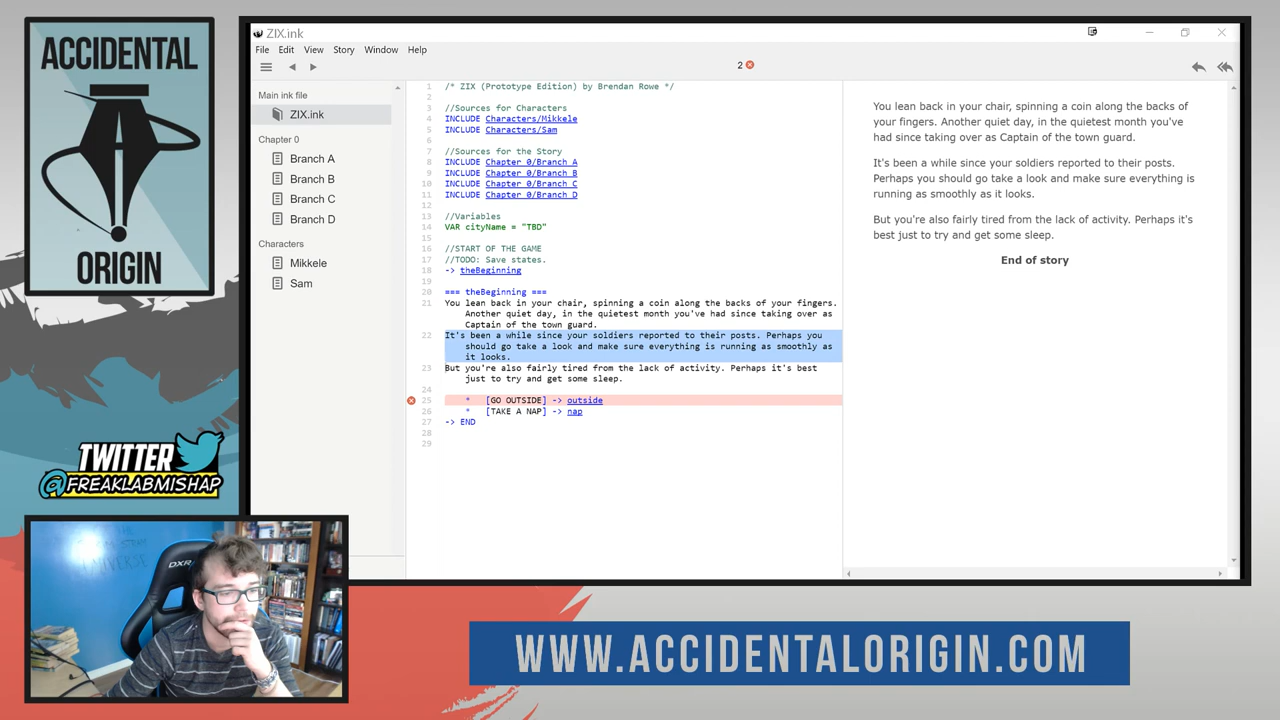 ACCIDENTAL
ORIGIN
TWITTER
@FREAKLABMISHAP
ZIX.ink
File Edit View Story Window Help
2
Main ink file
ZIX.ink
Chapter 0
Branch A
Branch B
Branch C
Branch D
Characters
Mikkele
Sam
1 /* ZIX (Prototype Edition) by Brendan Rowe */
2
3 //Sources for Characters
4 INCLUDE Characters/Mikkele
5 INCLUDE Characters/Sam
6
7 //Sources for the Story
8 INCLUDE Chapter 0/Branch A
9 INCLUDE Chapter 0/Branch B
10 INCLUDE Chapter 0/Branch C
11 INCLUDE Chapter 0/Branch D
12
13 //Variables
14 VAR cityName = "TBD"
15
16 //START OF THE GAME
17 //TODO: Save states.
18 -> theBeginning
19
20 === theBeginning ===
21 You lean back in your chair, spinning a coin along the backs of your fingers.
Another quiet day, in the quietest month you've had since taking over as
Captain of the town guard.
22 It's been a while since your soldiers reported to their posts. Perhaps you
should go take a look and make sure everything is running as smoothly as
it looks.
23 But you're also fairly tired from the lack of activity. Perhaps it's best
just to try and get some sleep.
24
25 * [GO OUTSIDE] -> outside
26 * [TAKE A NAP] -> nap
27 -> END
28
29
You lean back in your chair, spinning a coin along the backs of
your fingers. Another quiet day, in the quietest month you've
had since taking over as Captain of the town guard.
It's been a while since your soldiers reported to their posts.
Perhaps you should go take a look and make sure everything is
running as smoothly as it looks.
But you're also fairly tired from the lack of activity. Perhaps it's
best just to try and get some sleep.
End of story
DXR
WWW.ACCIDENTALORIGIN.COM